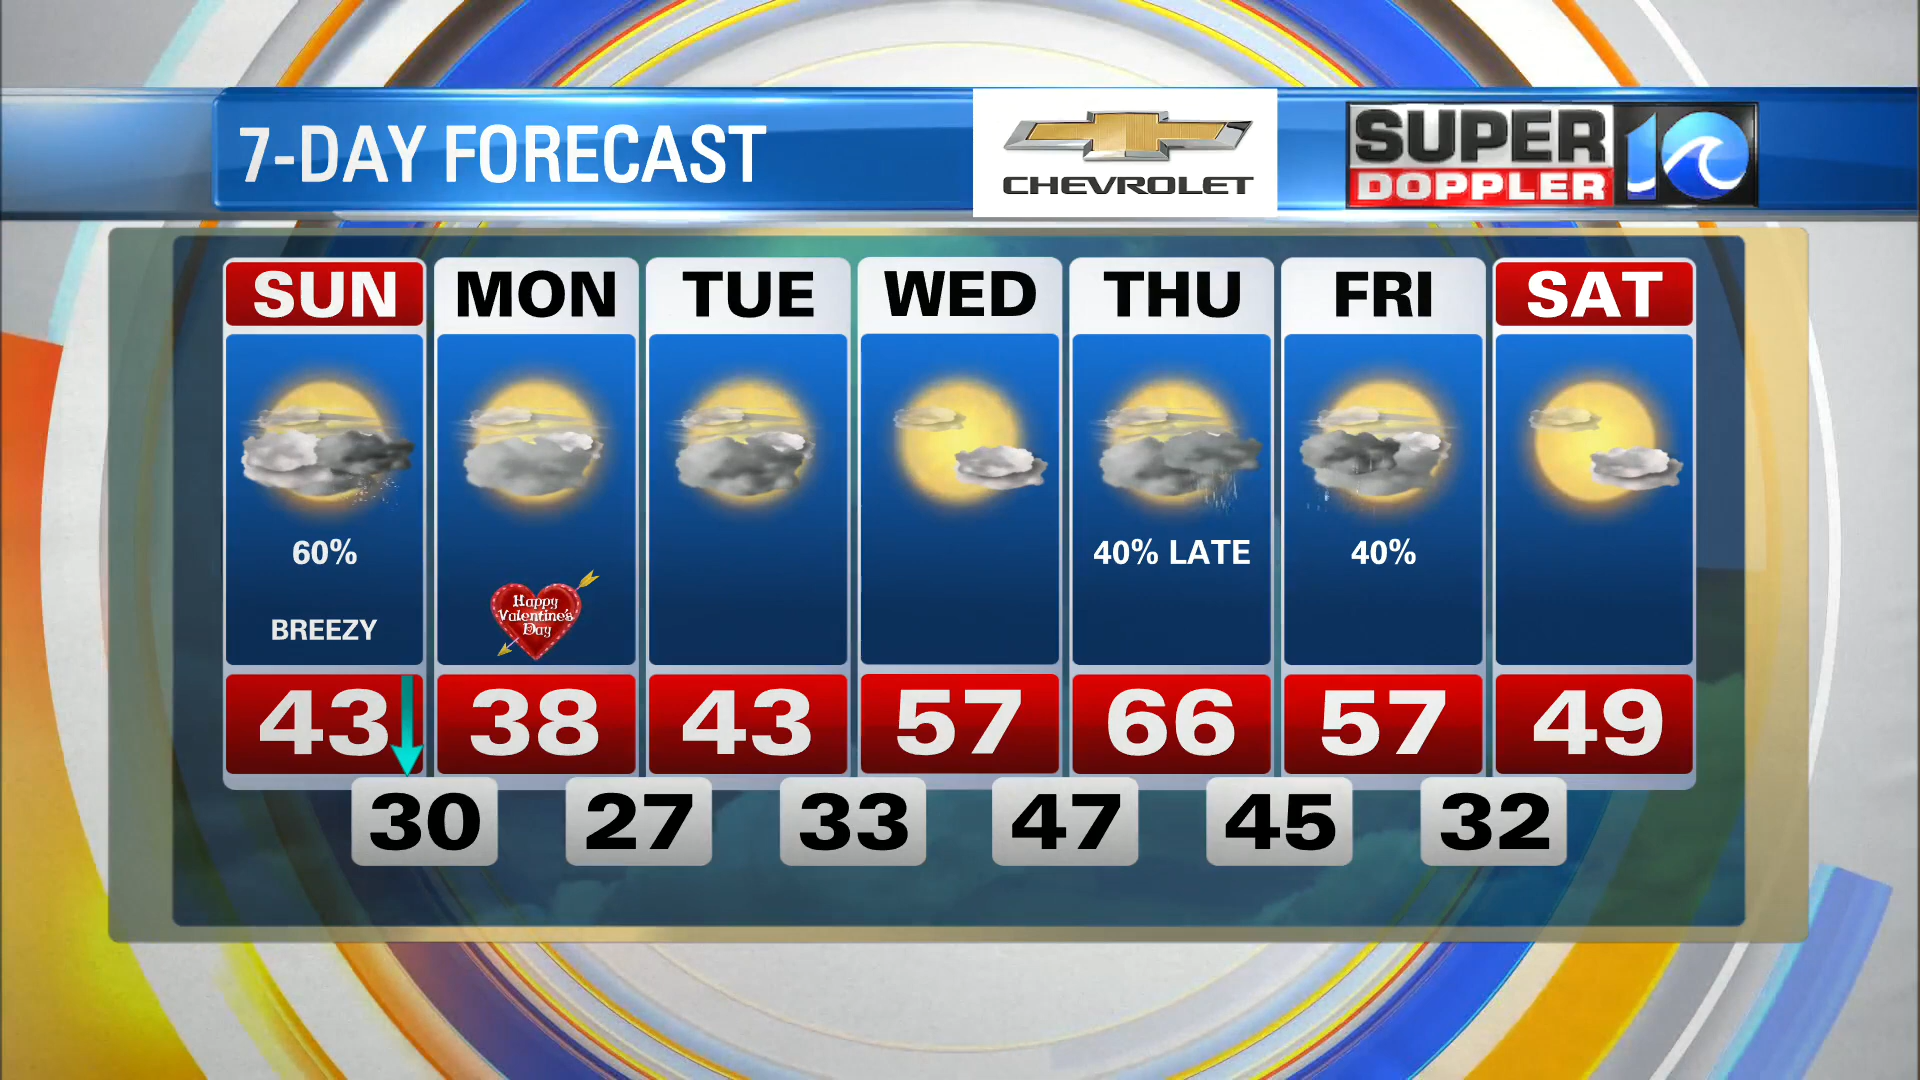 7-DAY FORECAST
CHEVROLET
SUPER
DOPPLER
10
SUN MON TUE WED THU FRI SAT
60% 40% LATE 40%
Happy
Valentine's
Day
BREEZY
43 38 43 57 66 57 49
30 27 33 47 45 32